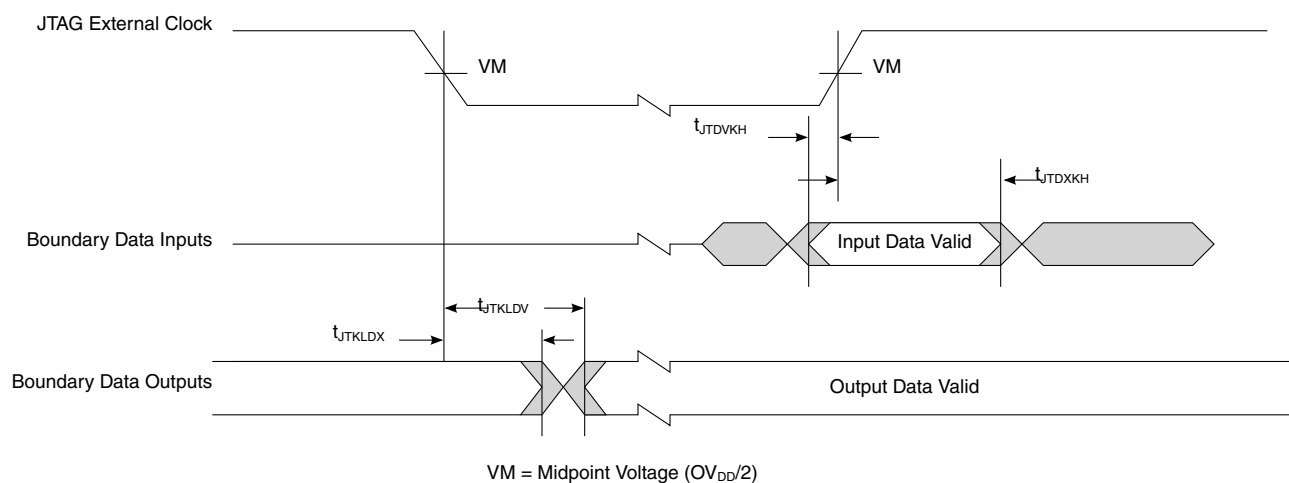 JTAG External Clock
VM
VM
tJTDVKH
tJTDXKH
Boundary Data Inputs
Input Data Valid
tJTKLDV
tJTKLDX
Boundary Data Outputs
Output Data Valid
VM = Midpoint Voltage (OVDD/2)